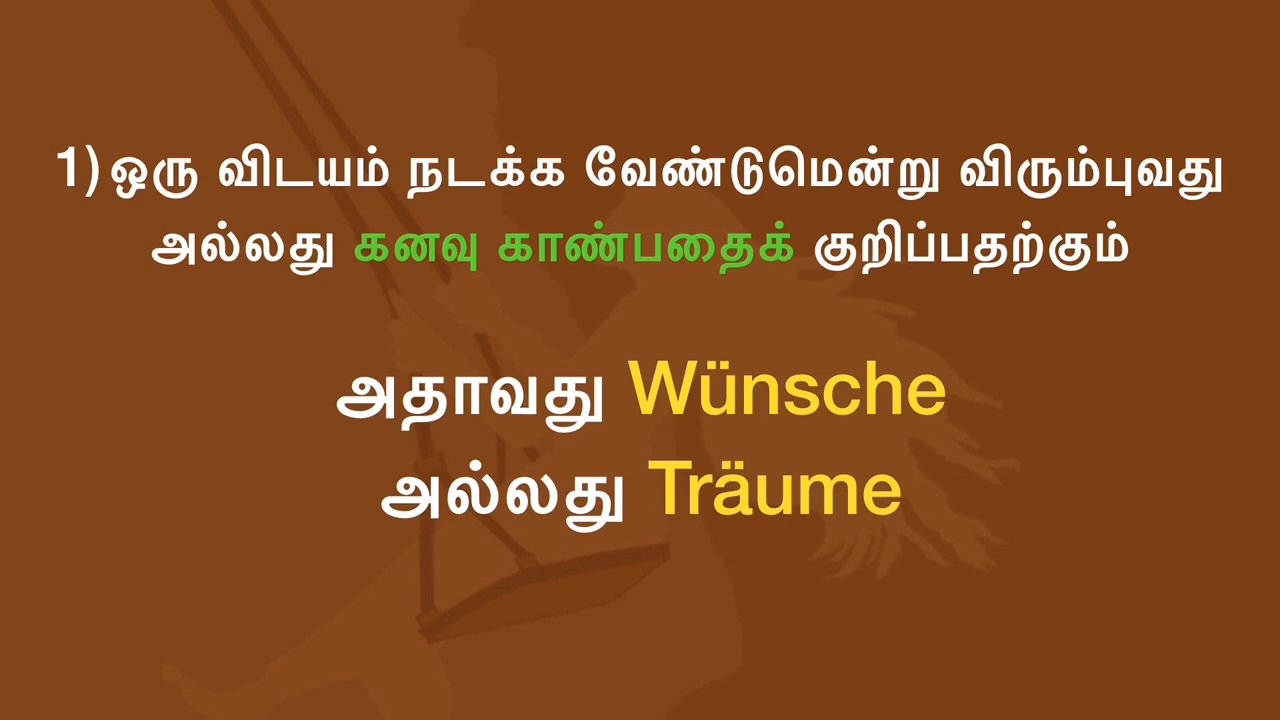 1) ஒரு விடயம் நடக்க வேண்டுமென்று விரும்புவது
அல்லது கனவு காண்பதைக் குறிப்பதற்கும்
அதாவது Wünsche
அல்லது Träume